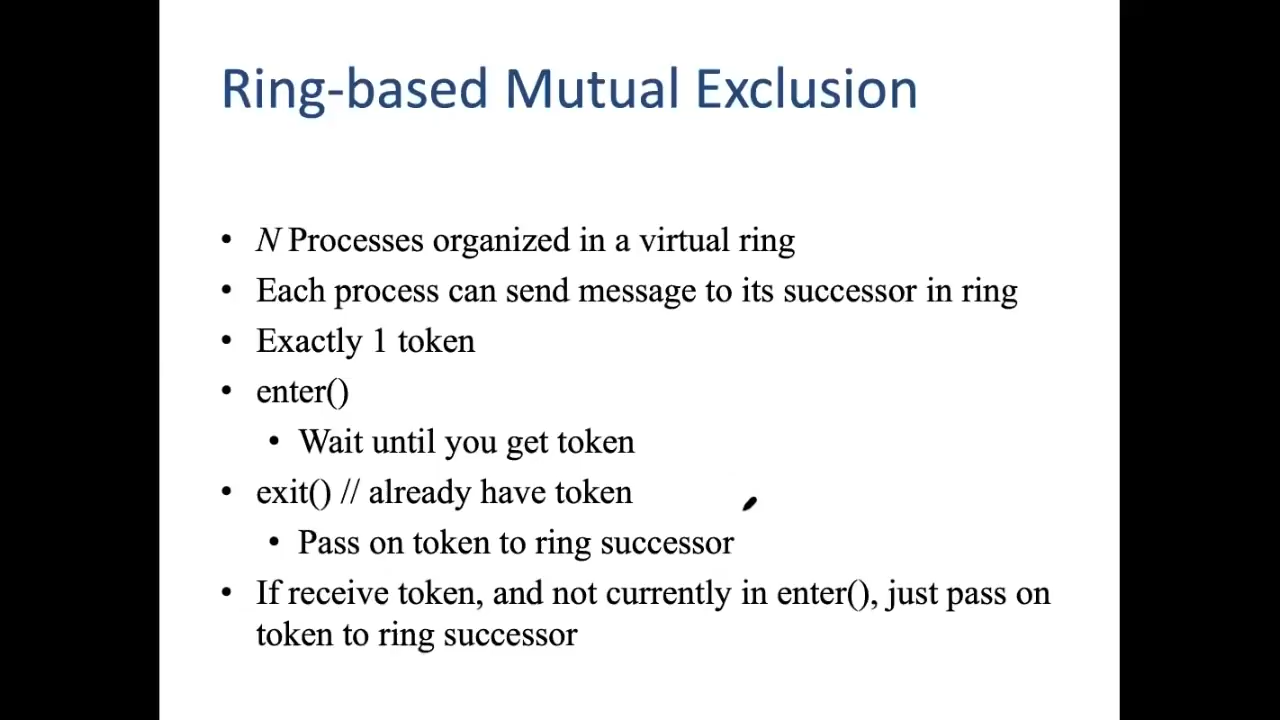 Ring-based Mutual Exclusion
• N Processes organized in a virtual ring
• Each process can send message to its successor in ring
• Exactly 1 token
• enter()
• Wait until you get token
• exit() // already have token
• Pass on token to ring successor
• If receive token, and not currently in enter(), just pass on
token to ring successor